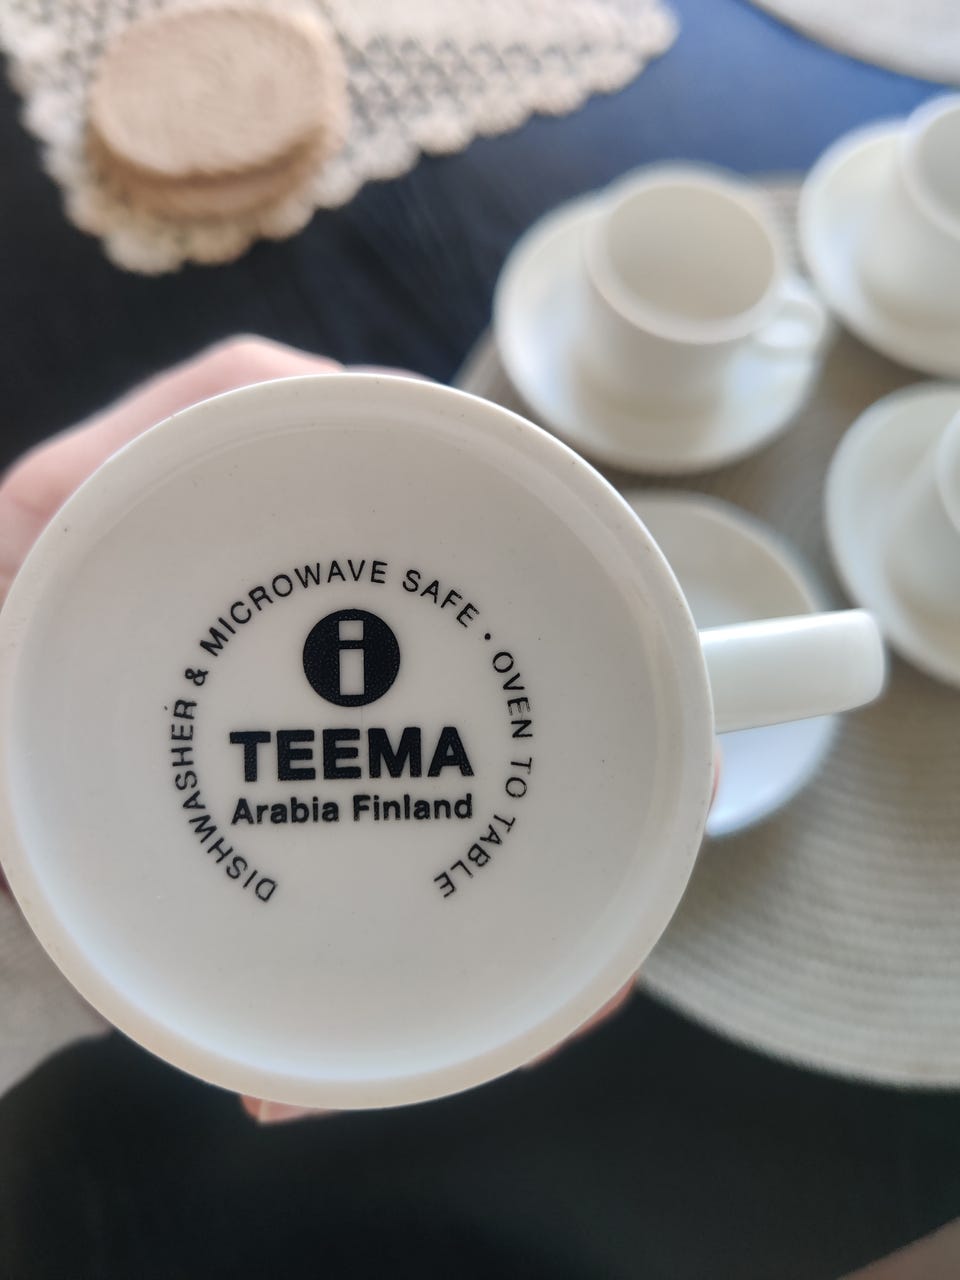 DISHWASHER & MICROWAVE SAFE • OVEN TO TABLE
i
TEEMA
Arabia Finland